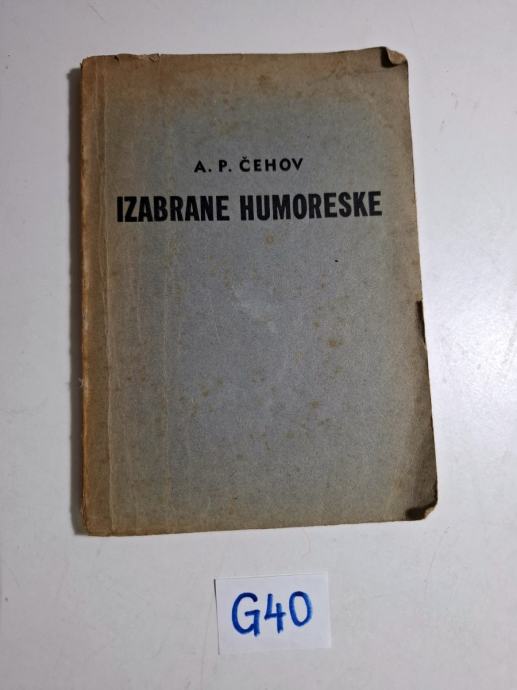 A. P. ČEHOV
IZABRANE HUMORESKE
G40